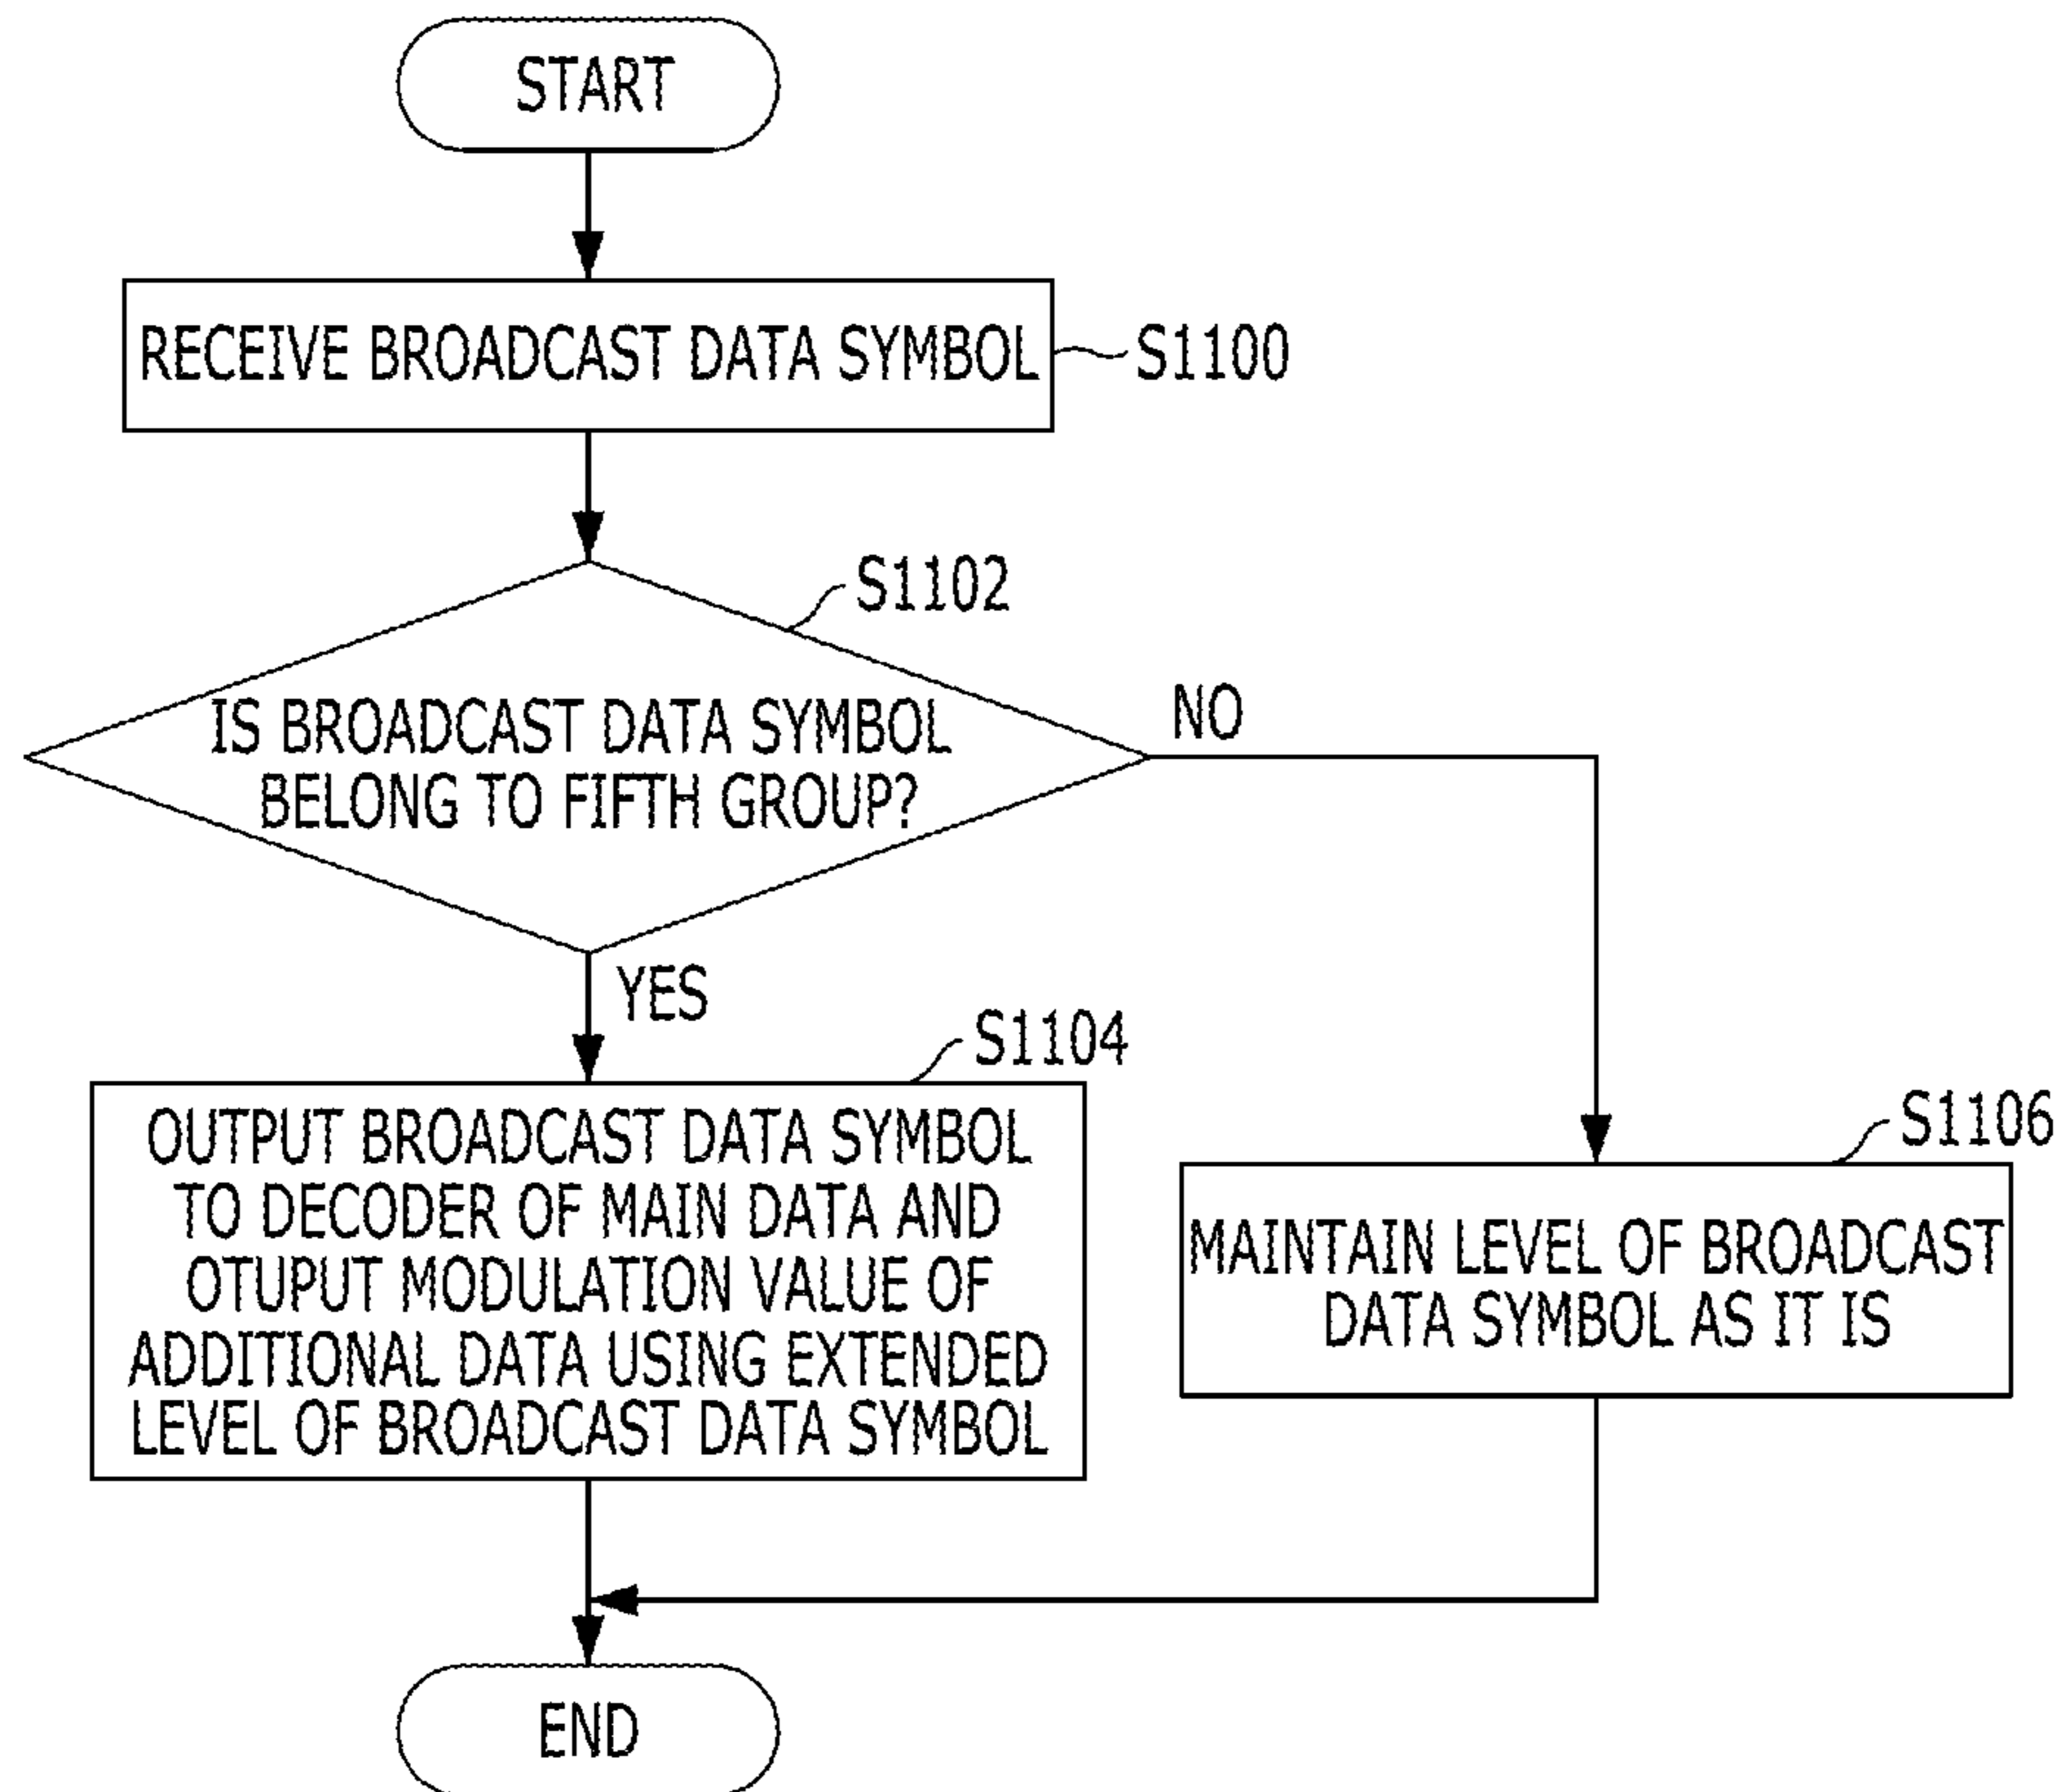 START
RECEIVE BROADCAST DATA SYMBOL
S1100
S1102
IS BROADCAST DATA SYMBOL
BELONG TO FIFTH GROUP?
NO
YES
S1104
OUTPUT BROADCAST DATA SYMBOL
TO DECODER OF MAIN DATA AND
OTUPUT MODULATION VALUE OF
ADDITIONAL DATA USING EXTENDED
LEVEL OF BROADCAST DATA SYMBOL
S1106
MAINTAIN LEVEL OF BROADCAST
DATA SYMBOL AS IT IS
END